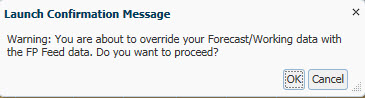 Launch Confirmation Message
Warning: You are about to override your Forecast/Working data with
the FP Feed data. Do you want to proceed?
OK Cancel